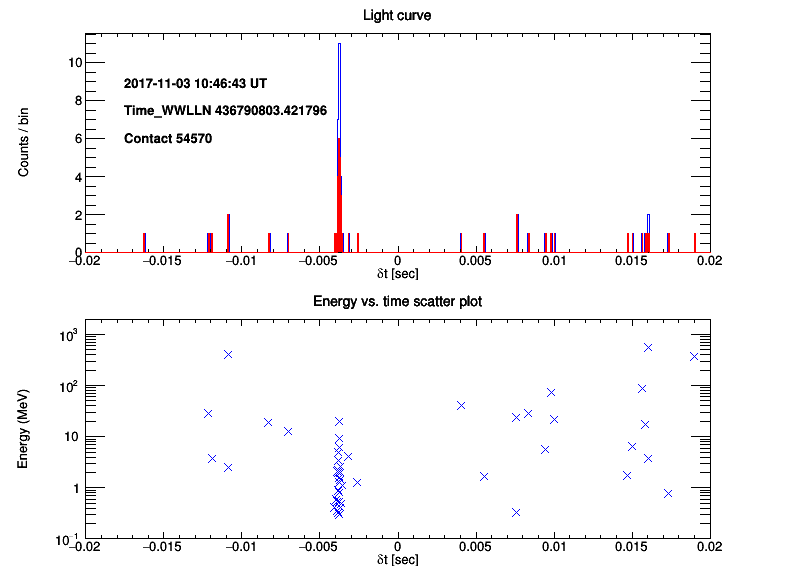 Light curve
Counts / bin
10
8
6
4
2
0
2017-11-03 10:46:43 UT
Time_WWLLN 436790803.421796
Contact 54570
−0.02 −0.015 −0.01 −0.005 0 0.005 0.01 0.015 0.02
δt [sec]
Energy vs. time scatter plot
Energy (MeV)
10³
10²
10
1
10⁻¹
−0.02 −0.015 −0.01 −0.005 0 0.005 0.01 0.015 0.02
δt [sec]